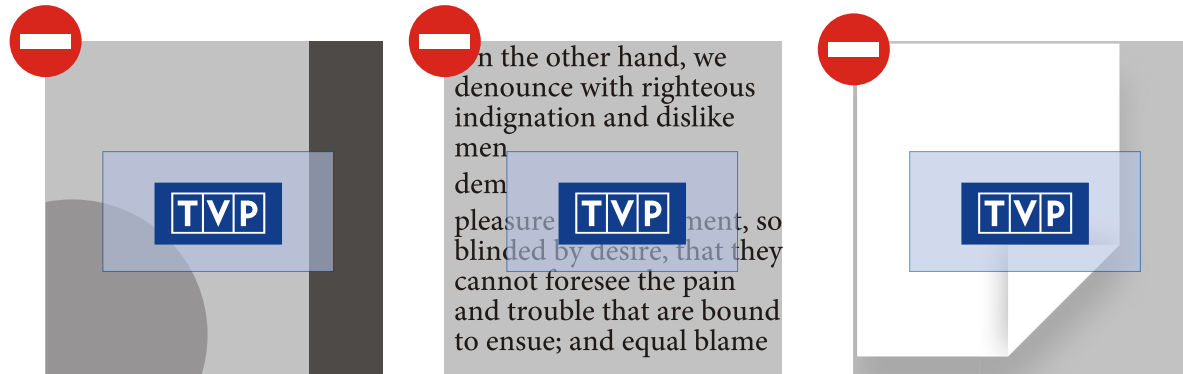 TVP
n the other hand, we
denounce with righteous
indignation and dislike
men
dem
pleasure ment, so
TVP
blinded by desire, that they
cannot foresee the pain
and trouble that are bound
to ensue; and equal blame
TVP